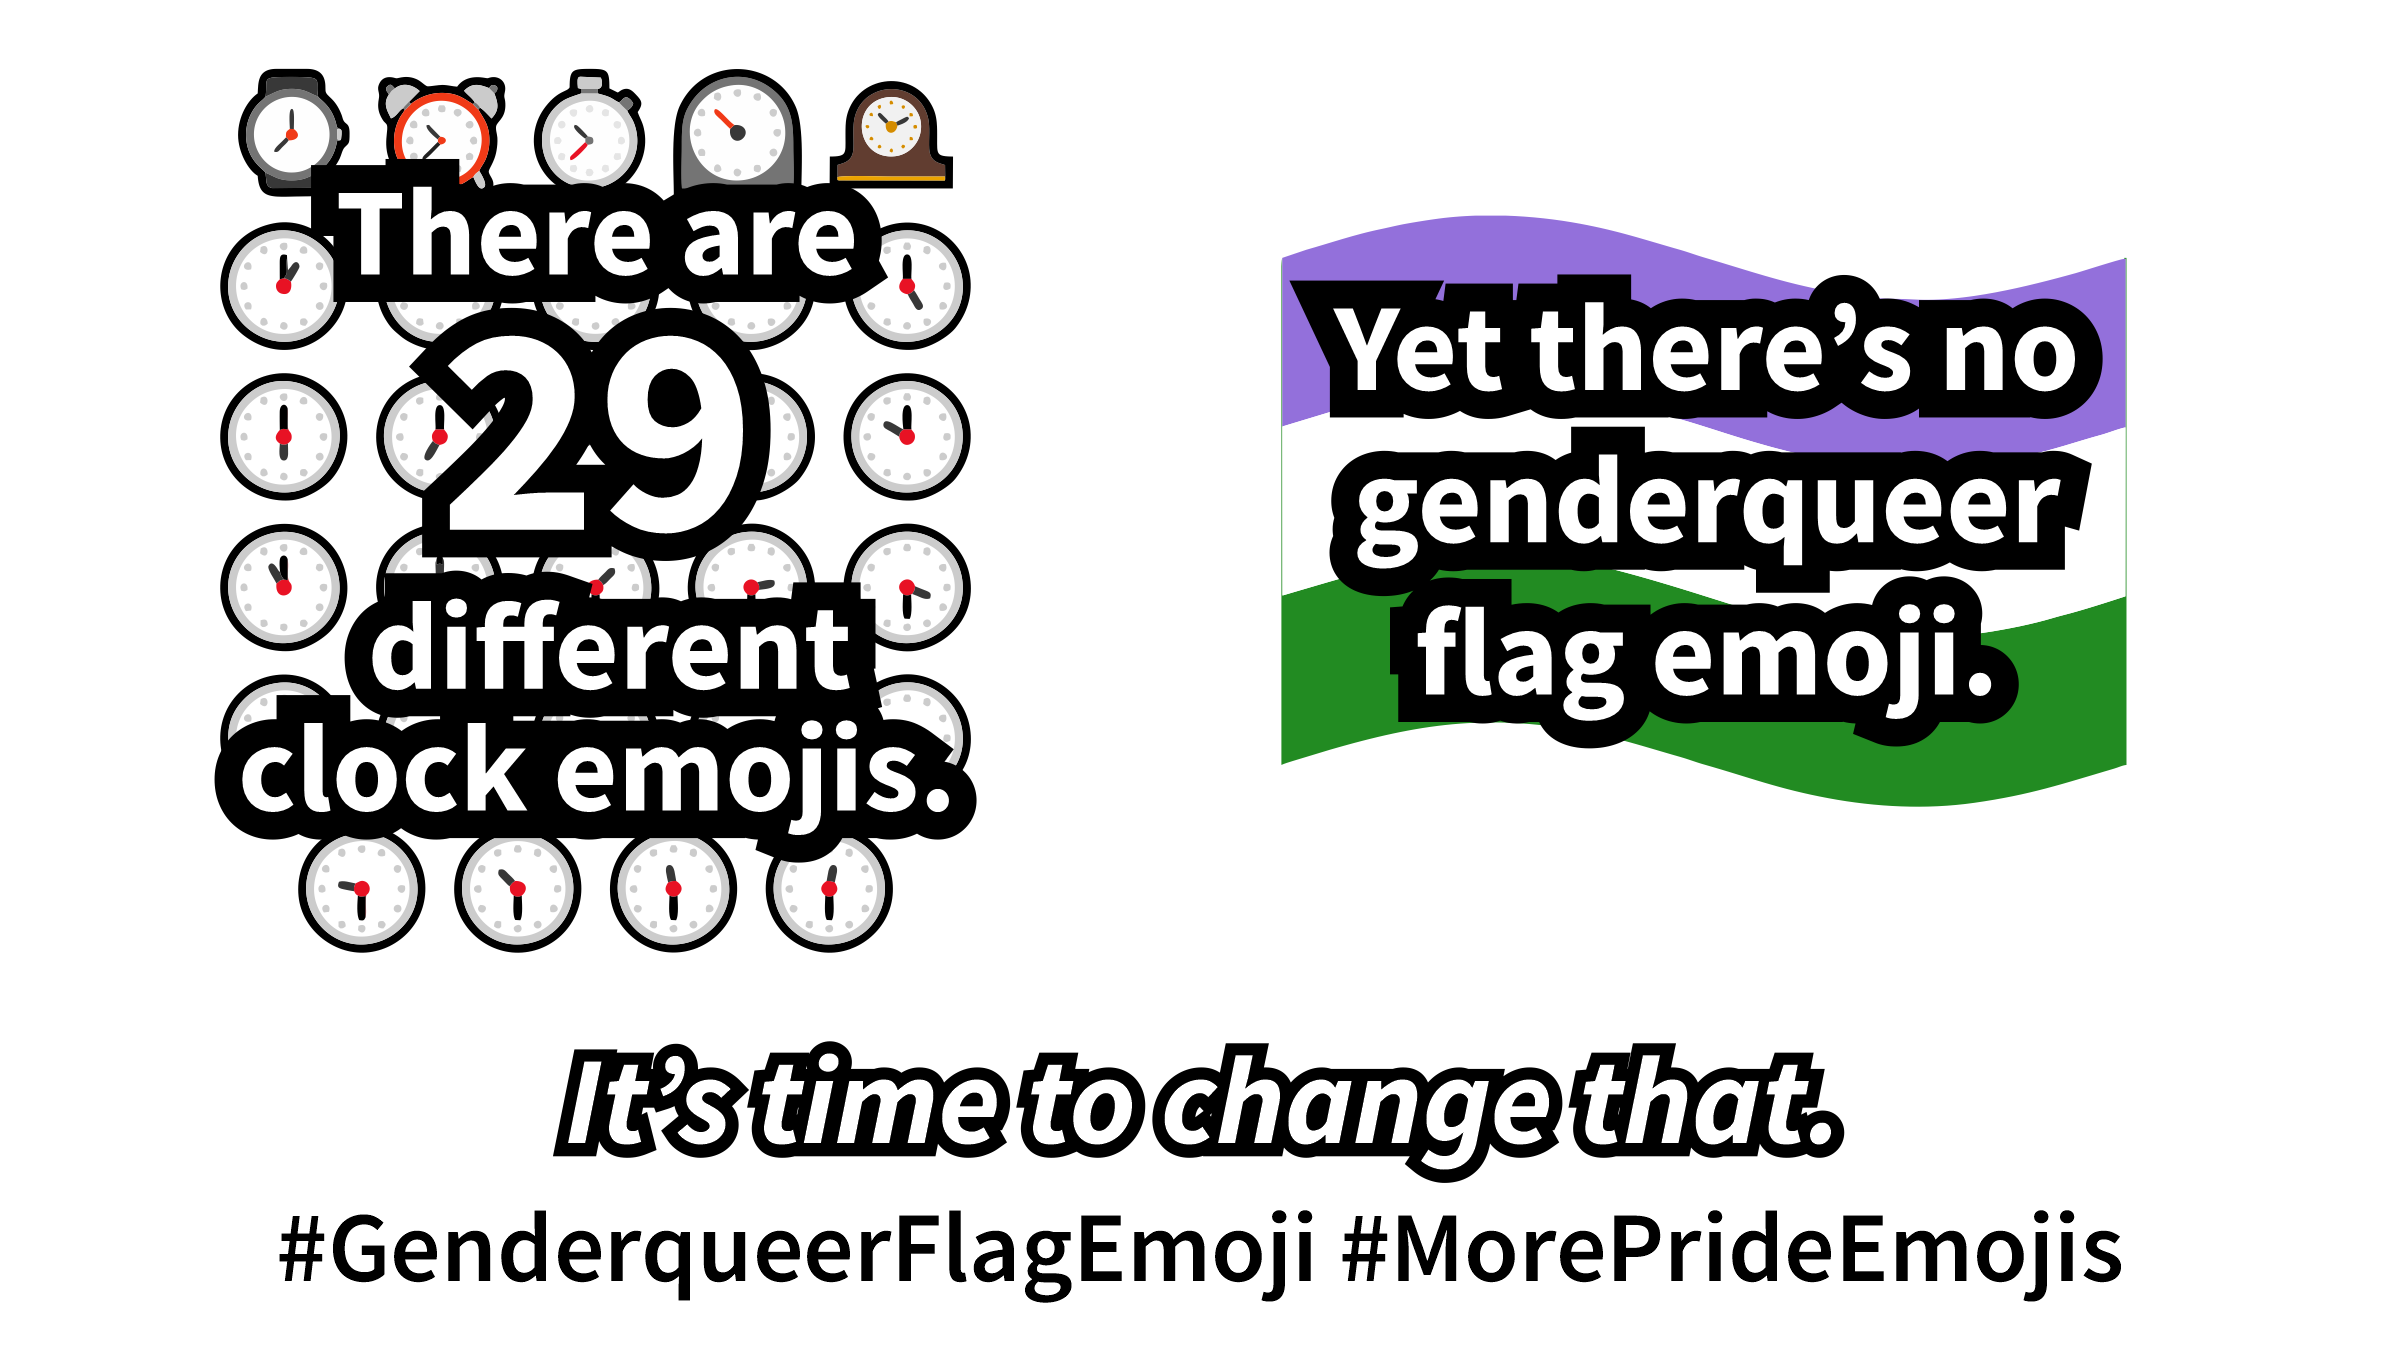 There are
29
different
clock emojis.
Yet there’s no
genderqueer
flag emoji.
It’s time to change that.
#GenderqueerFlagEmoji #MorePrideEmojis